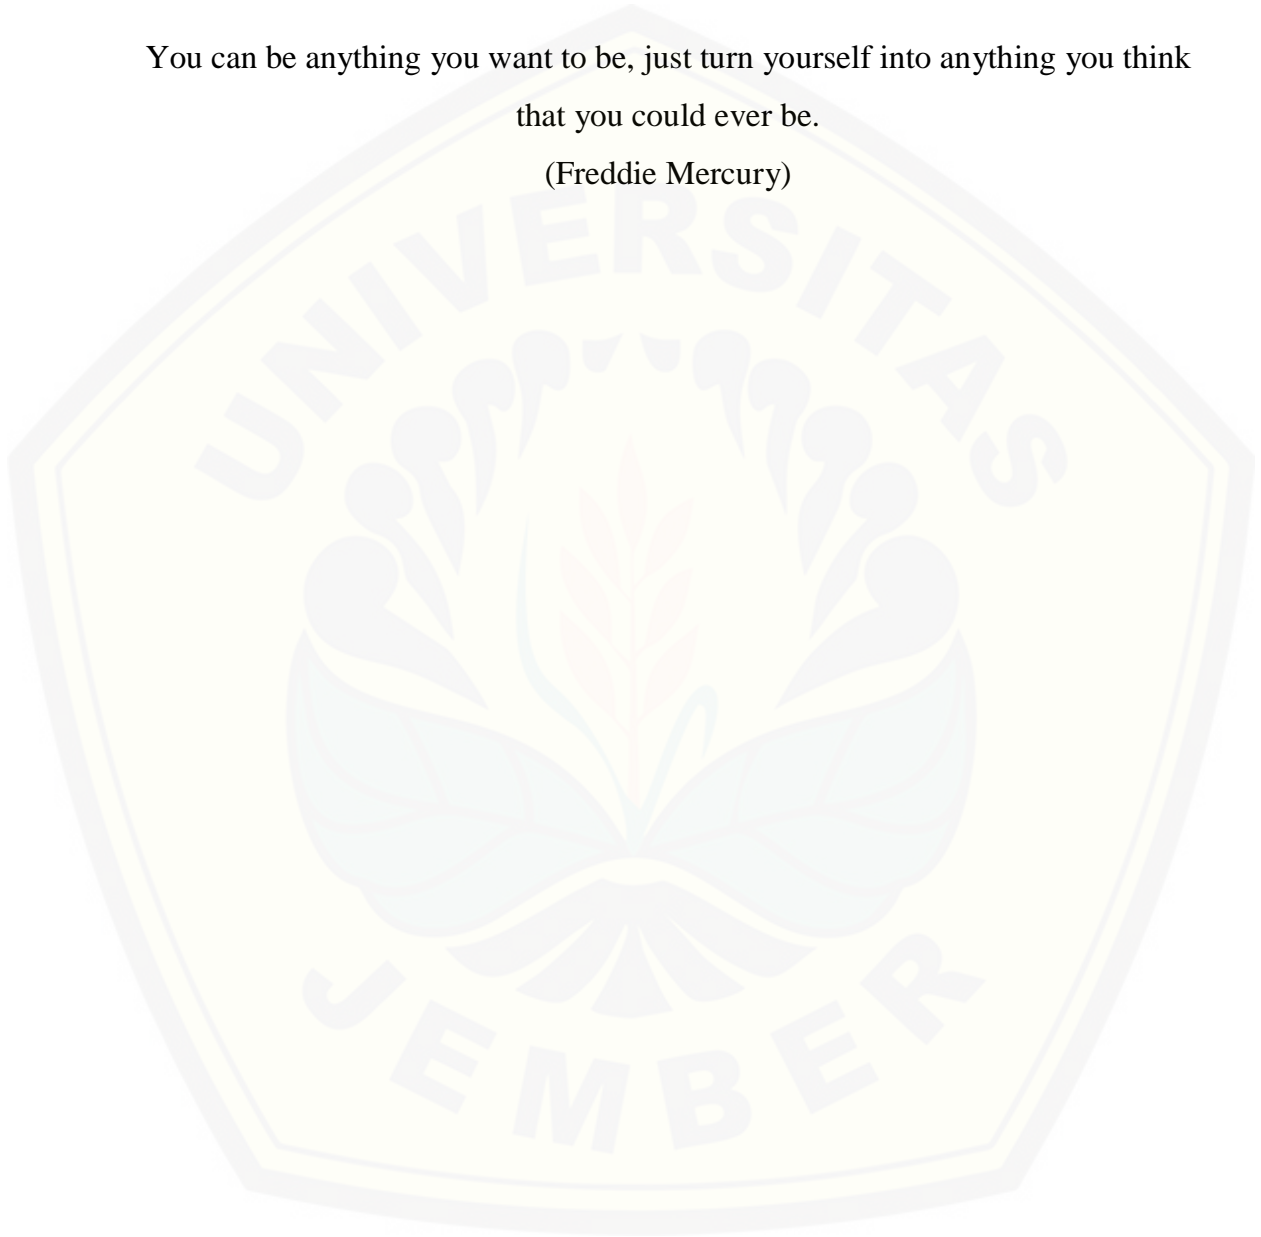 You can be anything you want to be, just turn yourself into anything you think
that you could ever be.
(Freddie Mercury)
UNIVERSITAS
JEMBER